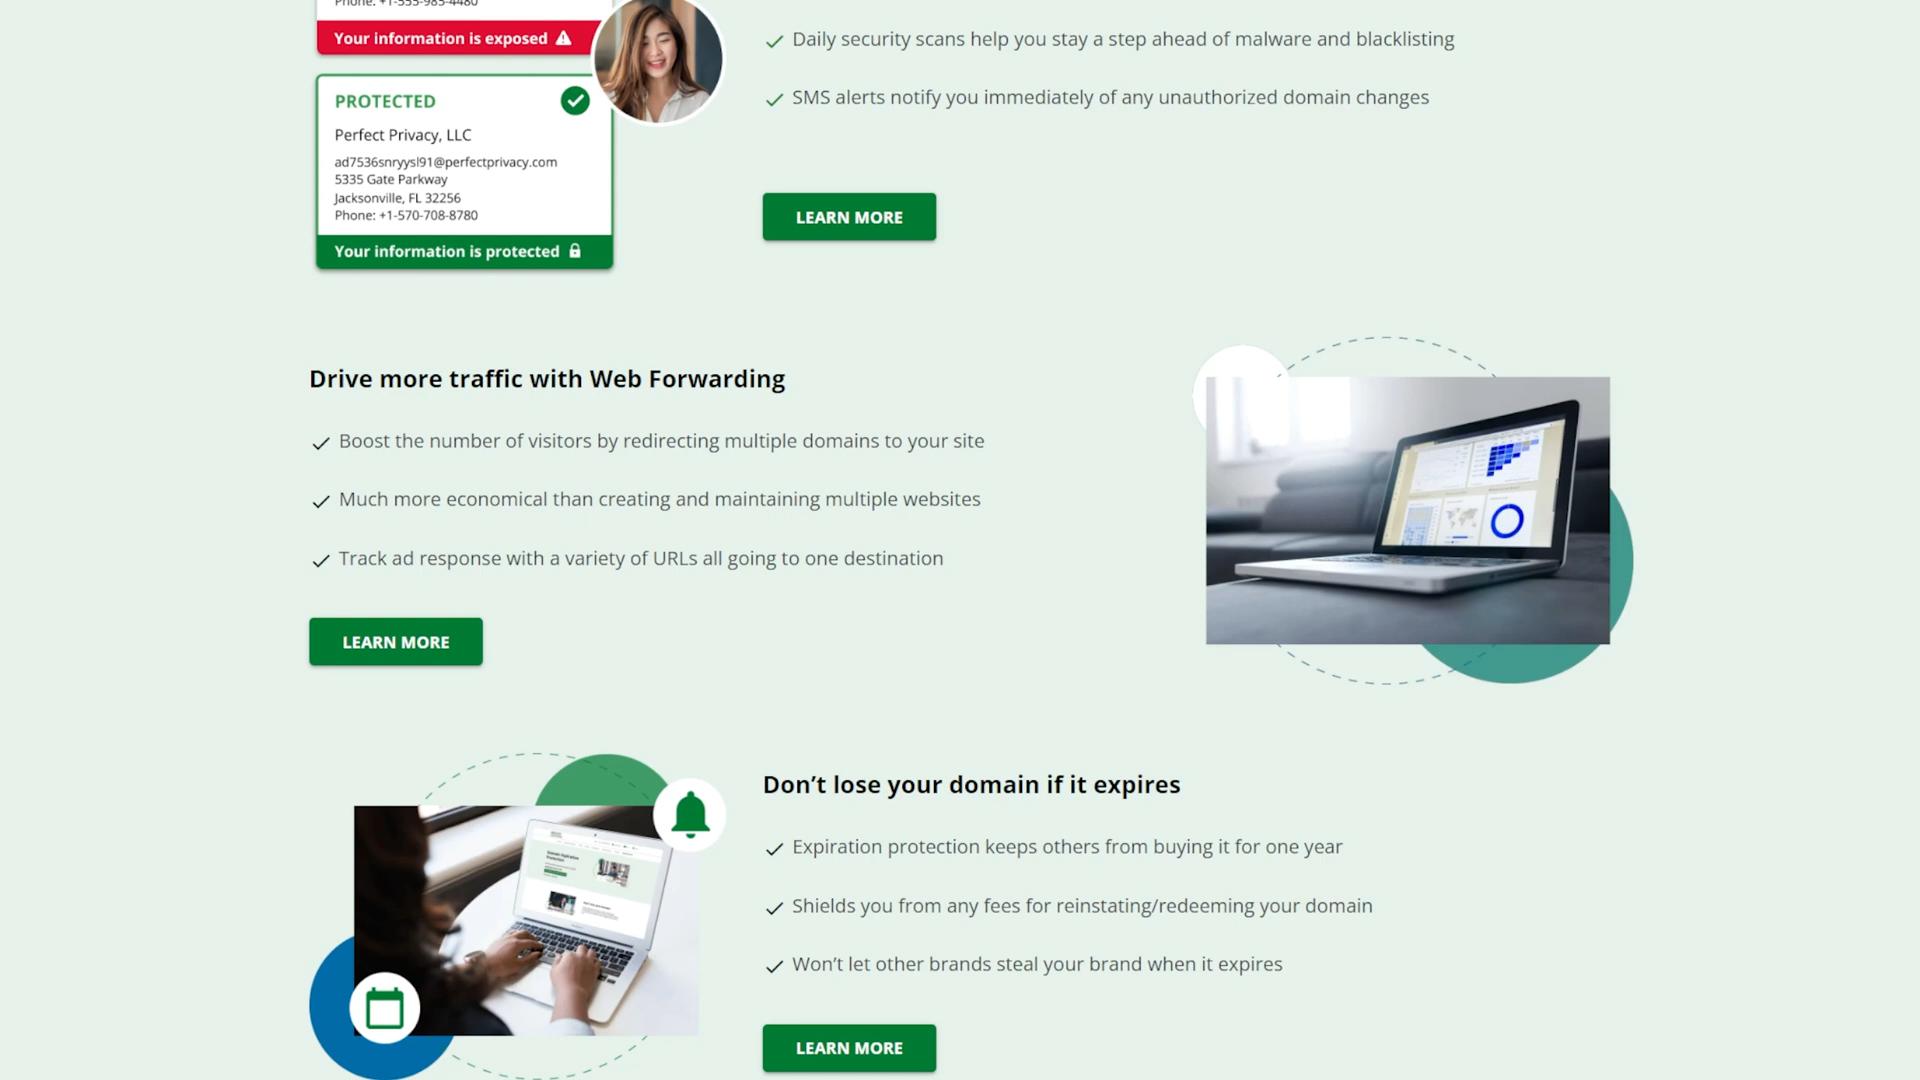 Phone: +1-555-985-4480
Your information is exposed
PROTECTED
Perfect Privacy, LLC
ad7536snryysl91@perfectprivacy.com
5335 Gate Parkway
Jacksonville, FL 32256
Phone: +1-570-708-8780
Your information is protected
Daily security scans help you stay a step ahead of malware and blacklisting
SMS alerts notify you immediately of any unauthorized domain changes
LEARN MORE
Drive more traffic with Web Forwarding
Boost the number of visitors by redirecting multiple domains to your site
Much more economical than creating and maintaining multiple websites
Track ad response with a variety of URLs all going to one destination
LEARN MORE
Don’t lose your domain if it expires
Expiration protection keeps others from buying it for one year
Shields you from any fees for reinstating/redeeming your domain
Won’t let other brands steal your brand when it expires
LEARN MORE